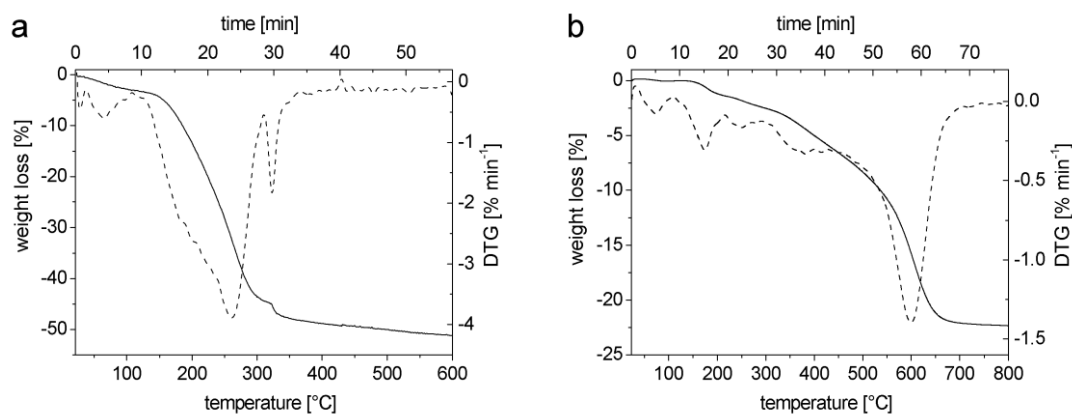 a
time [min]
0 10 20 30 40 50
0
-10
-20
-30
-40
-50
weight loss [%]
0
-1
-2
-3
-4
DTG [% min⁻¹]
100 200 300 400 500 600
temperature [°C]
b
time [min]
0 10 20 30 40 50 60 70
0
-5
-10
-15
-20
-25
weight loss [%]
0.0
-0.5
-1.0
-1.5
DTG [% min⁻¹]
100 200 300 400 500 600 700 800
temperature [°C]